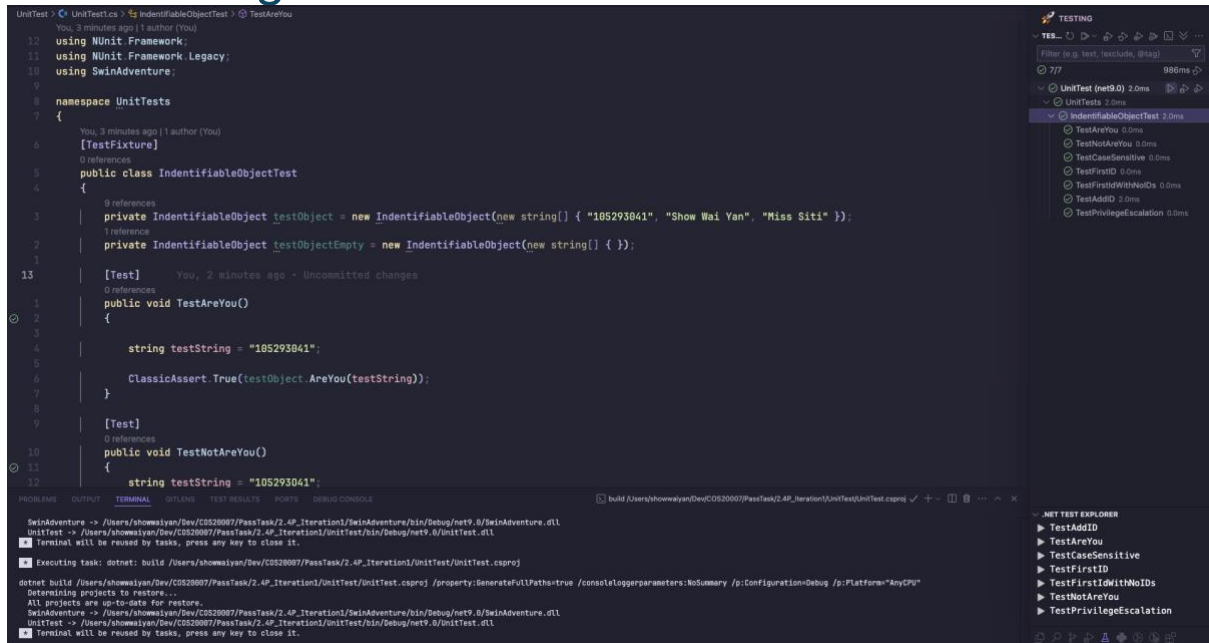 UnitTest > UnitTest1.cs > IndentifiableObjectTest > TestAreYou
You, 3 minutes ago | 1 author (You)
12 using NUnit.Framework;
11 using NUnit.Framework.Legacy;
10 using SwinAdventure;
9
8 namespace UnitTests
7 {
You, 3 minutes ago | 1 author (You)
6 [TestFixture]
0 references
5 public class IndentifiableObjectTest
4 {
9 references
3 private IndentifiableObject testObject = new IndentifiableObject(new string[] { "105293041", "Show Wai Yan", "Miss Siti" });
1 reference
2 private IndentifiableObject testObjectEmpty = new IndentifiableObject(new string[] { });
1
13 [Test] You, 2 minutes ago • Uncommitted changes
0 references
1 public void TestAreYou()
2 {
3
4 string testString = "105293041";
5
6 ClassicAssert.True(testObject.AreYou(testString));
7 }
8
9 [Test]
0 references
10 public void TestNotAreYou()
11 {
12 string testString = "105293041";
PROBLEMS OUTPUT TERMINAL GITLENS TEST RESULTS PORTS DEBUG CONSOLE
build /Users/showwaiyan/Dev/COS20007/PassTask/2.4P_Iteration1/UnitTest/UnitTest.csproj
SwinAdventure -> /Users/showwaiyan/Dev/COS20007/PassTask/2.4P_Iteration1/SwinAdventure/bin/Debug/net9.0/SwinAdventure.dll
UnitTest -> /Users/showwaiyan/Dev/COS20007/PassTask/2.4P_Iteration1/UnitTest/bin/Debug/net9.0/UnitTest.dll
* Terminal will be reused by tasks, press any key to close it.
* Executing task: dotnet: build /Users/showwaiyan/Dev/COS20007/PassTask/2.4P_Iteration1/UnitTest/UnitTest.csproj
dotnet build /Users/showwaiyan/Dev/COS20007/PassTask/2.4P_Iteration1/UnitTest/UnitTest.csproj /property:GenerateFullPaths=true /consoleloggerparameters:NoSummary /p:Configuration=Debug /p:Platform="AnyCPU"
Determining projects to restore...
All projects are up-to-date for restore.
SwinAdventure -> /Users/showwaiyan/Dev/COS20007/PassTask/2.4P_Iteration1/SwinAdventure/bin/Debug/net9.0/SwinAdventure.dll
UnitTest -> /Users/showwaiyan/Dev/COS20007/PassTask/2.4P_Iteration1/UnitTest/bin/Debug/net9.0/UnitTest.dll
* Terminal will be reused by tasks, press any key to close it.
TESTING
TES...
Filter (e.g. text, !exclude, @tag)
7/7 986ms
UnitTest (net9.0) 2.0ms
UnitTests 2.0ms
IndentifiableObjectTest 2.0ms
TestAreYou 0.0ms
TestNotAreYou 0.0ms
TestCaseSensitive 0.0ms
TestFirstID 0.0ms
TestFirstIdWithNoIDs 0.0ms
TestAddID 2.0ms
TestPrivilegeEscalation 0.0ms
.NET TEST EXPLORER
TestAddID
TestAreYou
TestCaseSensitive
TestFirstID
TestFirstIdWithNoIDs
TestNotAreYou
TestPrivilegeEscalation